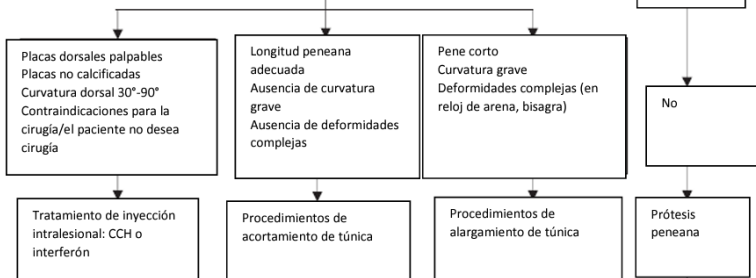 Placas dorsales palpables
Placas no calcificadas
Curvatura dorsal 30°-90°
Contraindicaciones para la
cirugía/el paciente no desea
cirugía
Longitud peneana
adecuada
Ausencia de curvatura
grave
Ausencia de deformidades
complejas
Pene corto
Curvatura grave
Deformidades complejas (en
reloj de arena, bisagra)
No
Tratamiento de inyección
intralesional: CCH o
interferón
Procedimientos de
acortamiento de túnica
Procedimientos de
alargamiento de túnica
Prótesis
peneana